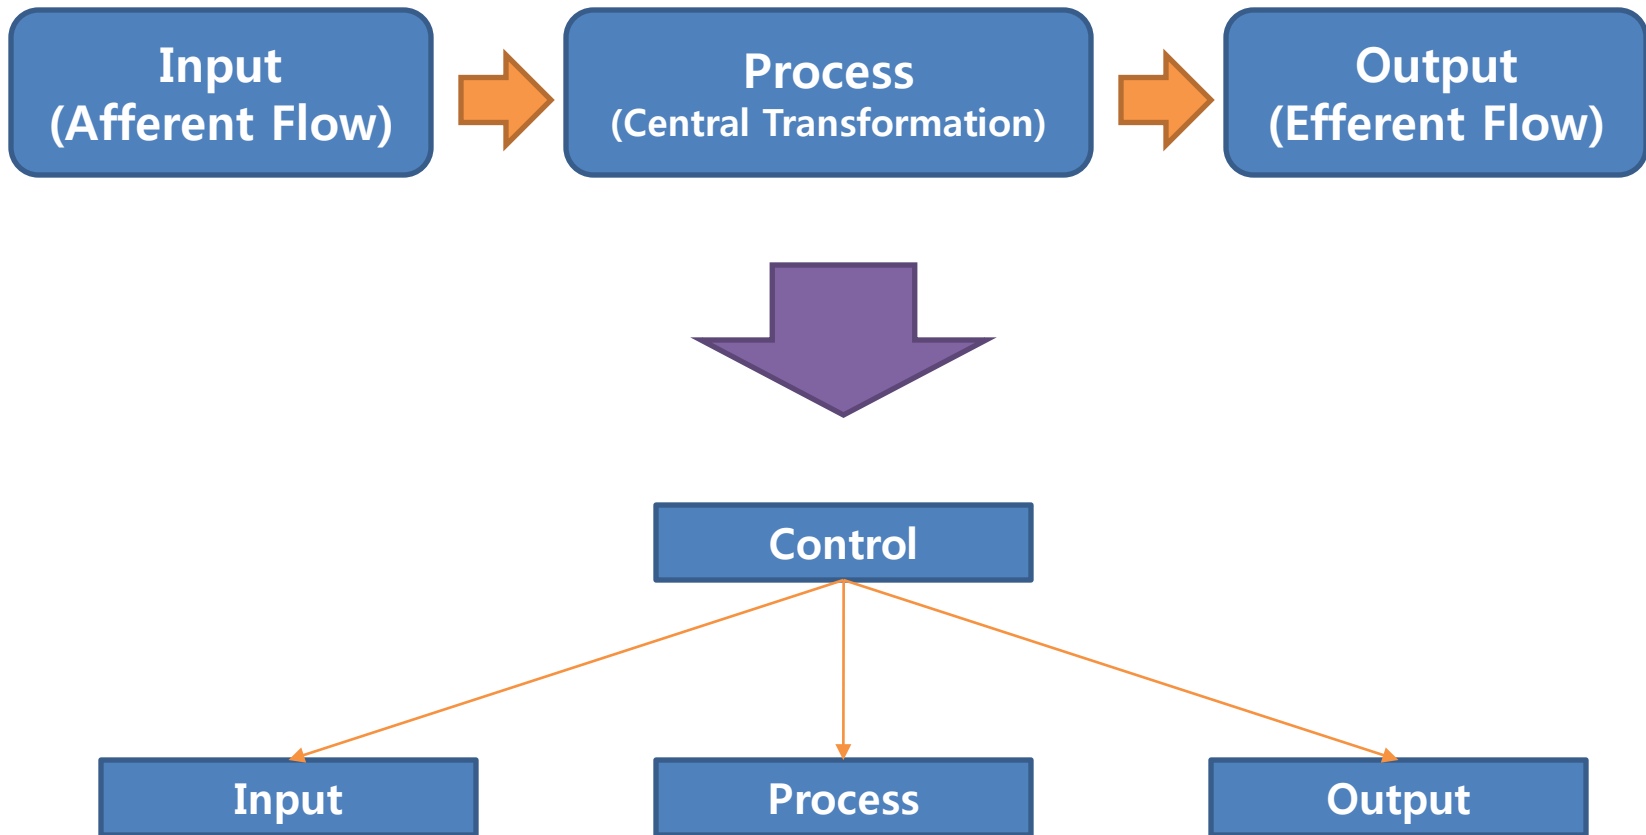 Input
(Afferent Flow)
Process
(Central Transformation)
Output
(Efferent Flow)
Control
Input
Process
Output